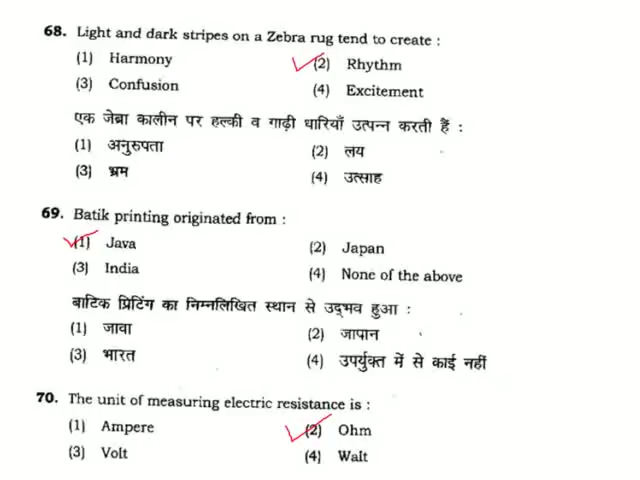 68. Light and dark stripes on a Zebra rug tend to create :
(1) Harmony (2) Rhythm
(3) Confusion (4) Excitement
एक जेब्रा कालीन पर हल्की व गाढ़ी धारियाँ उत्पन्न करती हैं :
(1) अनुरुपता (2) लय
(3) भ्रम (4) उत्साह
69. Batik printing originated from :
(1) Java (2) Japan
(3) India (4) None of the above
बाटिक प्रिटिंग का निम्नलिखित स्थान से उद्‌भव हुआ :
(1) जावा (2) जापान
(3) भारत (4) उपर्युक्त में से काई नहीं
70. The unit of measuring electric resistance is :
(1) Ampere (2) Ohm
(3) Volt (4) Walt